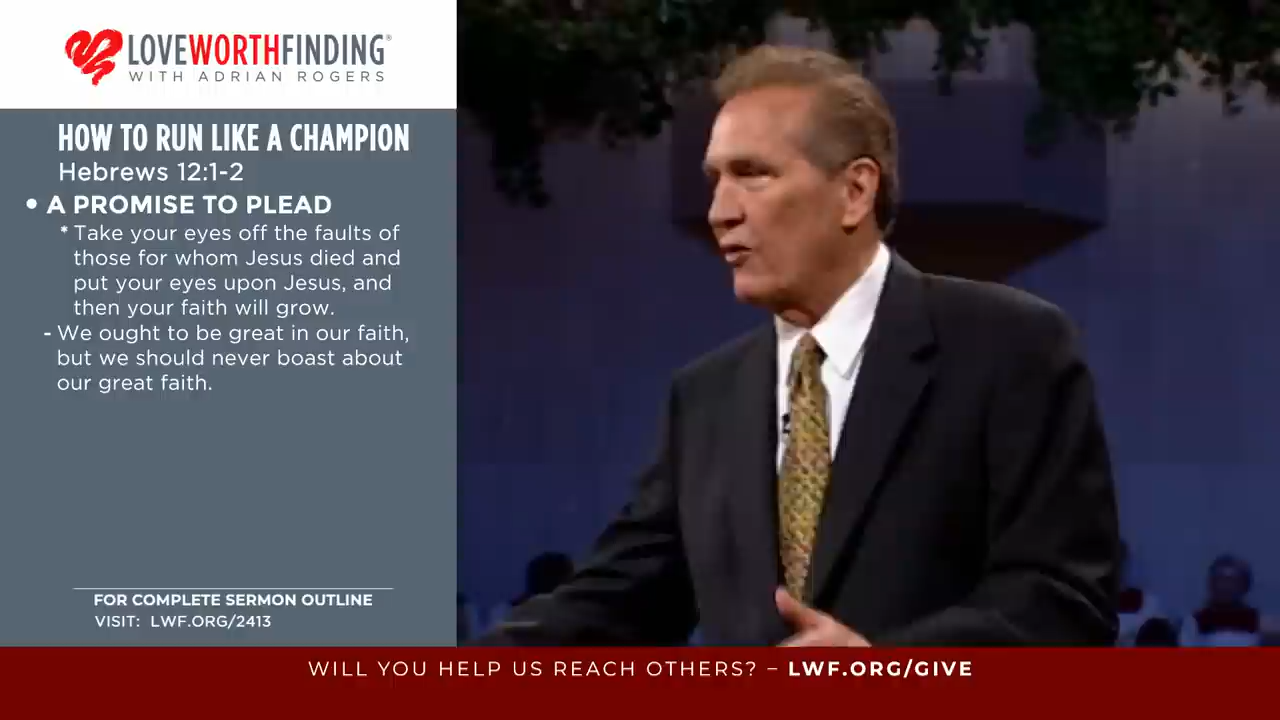 LOVEWORTHFINDING®
WITH ADRIAN ROGERS
HOW TO RUN LIKE A CHAMPION
Hebrews 12:1-2
• A PROMISE TO PLEAD
* Take your eyes off the faults of
those for whom Jesus died and
put your eyes upon Jesus, and
then your faith will grow.
- We ought to be great in our faith,
but we should never boast about
our great faith.
FOR COMPLETE SERMON OUTLINE
VISIT: LWF.ORG/2413
WILL YOU HELP US REACH OTHERS? – LWF.ORG/GIVE